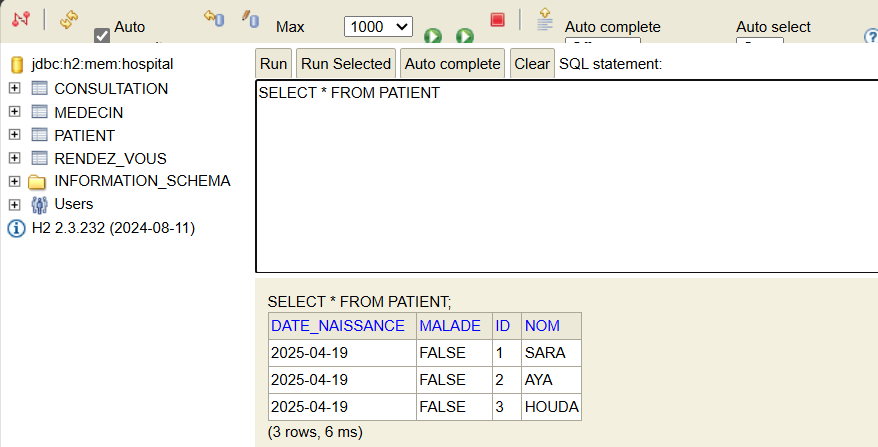 Auto
Max
1000
Auto complete
Auto select
jdbc:h2:mem:hospital
CONSULTATION
MEDECIN
PATIENT
RENDEZ_VOUS
INFORMATION_SCHEMA
Users
H2 2.3.232 (2024-08-11)
Run Run Selected Auto complete Clear SQL statement:
SELECT * FROM PATIENT
SELECT * FROM PATIENT;
DATE_NAISSANCE MALADE ID NOM
2025-04-19 FALSE 1 SARA
2025-04-19 FALSE 2 AYA
2025-04-19 FALSE 3 HOUDA
(3 rows, 6 ms)